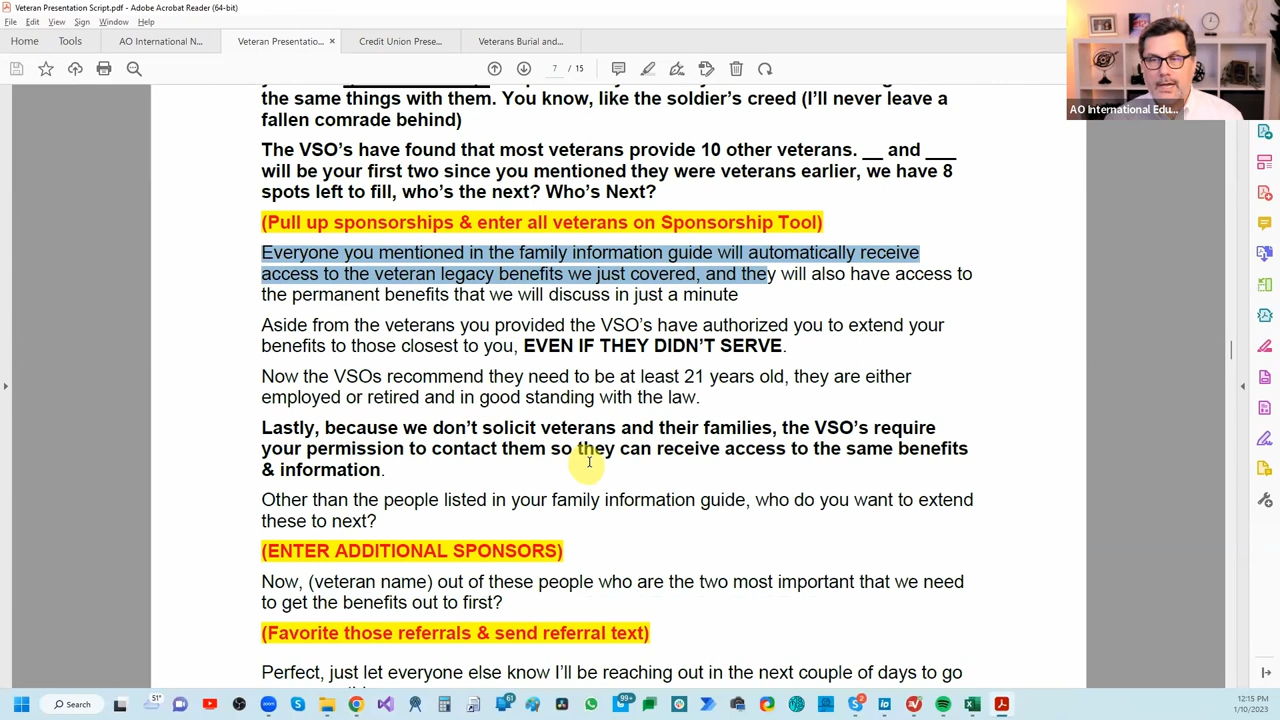 Veteran Presentation Script.pdf - Adobe Acrobat Reader (64-bit)
File Edit View Sign Window Help
Home Tools AO International N... Veteran Presentatio... × Credit Union Prese... Veterans Burial and...
7 / 15
AO International Edu...
the same things with them. You know, like the soldier's creed (I'll never leave a
fallen comrade behind)
The VSO's have found that most veterans provide 10 other veterans. __ and ___
will be your first two since you mentioned they were veterans earlier, we have 8
spots left to fill, who's the next? Who's Next?
(Pull up sponsorships & enter all veterans on Sponsorship Tool)
Everyone you mentioned in the family information guide will automatically receive
access to the veteran legacy benefits we just covered, and they will also have access to
the permanent benefits that we will discuss in just a minute
Aside from the veterans you provided the VSO's have authorized you to extend your
benefits to those closest to you, EVEN IF THEY DIDN'T SERVE.
Now the VSOs recommend they need to be at least 21 years old, they are either
employed or retired and in good standing with the law.
Lastly, because we don't solicit veterans and their families, the VSO's require
your permission to contact them so they can receive access to the same benefits
& information.
Other than the people listed in your family information guide, who do you want to extend
these to next?
(ENTER ADDITIONAL SPONSORS)
Now, (veteran name) out of these people who are the two most important that we need
to get the benefits out to first?
(Favorite those referrals & send referral text)
Perfect, just let everyone else know I'll be reaching out in the next couple of days to go
Search
51°
61
99+
2
12:15 PM
1/10/2023